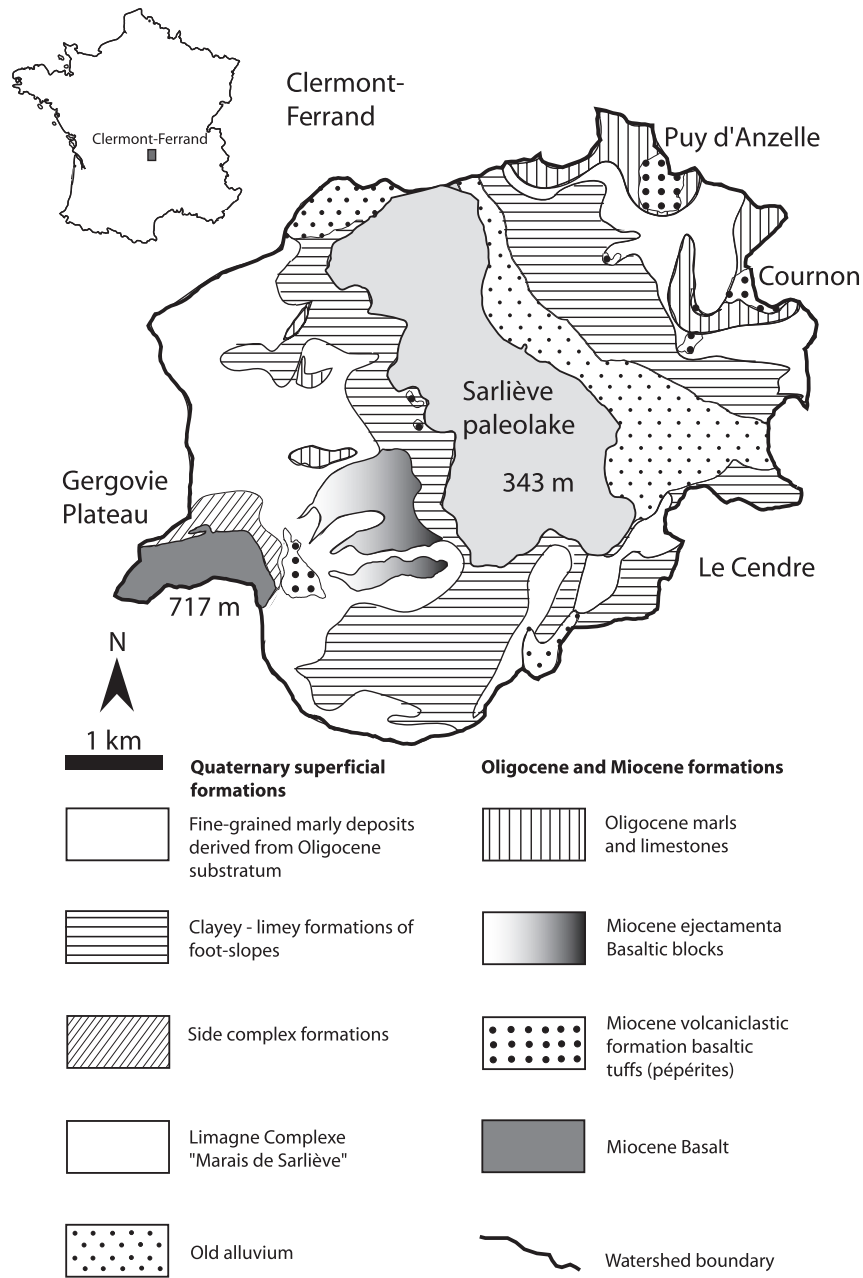 Clermont-
Ferrand
Clermont-Ferrand
Puy d'Anzelle
Cournon
Sarliève
paleolake
343 m
Gergovie
Plateau
Le Cendre
717 m
N
1 km
Quaternary superficial
formations
Fine-grained marly deposits
derived from Oligocene
substratum
Clayey - limey formations of
foot-slopes
Side complex formations
Limagne Complexe
"Marais de Sarliève"
Old alluvium
Oligocene and Miocene formations
Oligocene marls
and limestones
Miocene ejectamenta
Basaltic blocks
Miocene volcaniclastic
formation basaltic
tuffs (pépérites)
Miocene Basalt
Watershed boundary